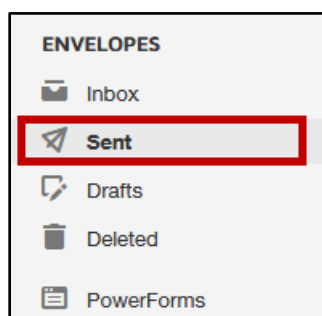 ENVELOPES
Inbox
Sent
Drafts
Deleted
PowerForms